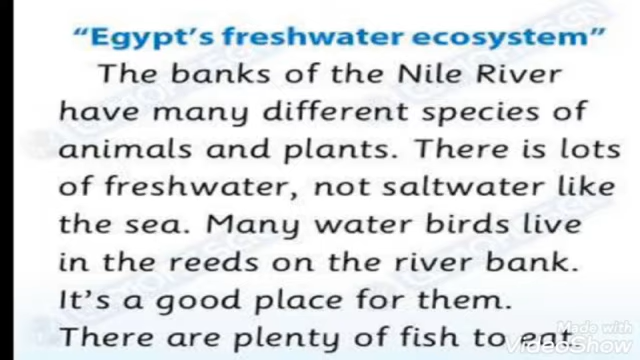 "Egypt's freshwater ecosystem"
The banks of the Nile River
have many different species of
animals and plants. There is lots
of freshwater, not saltwater like
the sea. Many water birds live
in the reeds on the river bank.
It's a good place for them.
There are plenty of fish to eat.
Made with
VideoShow